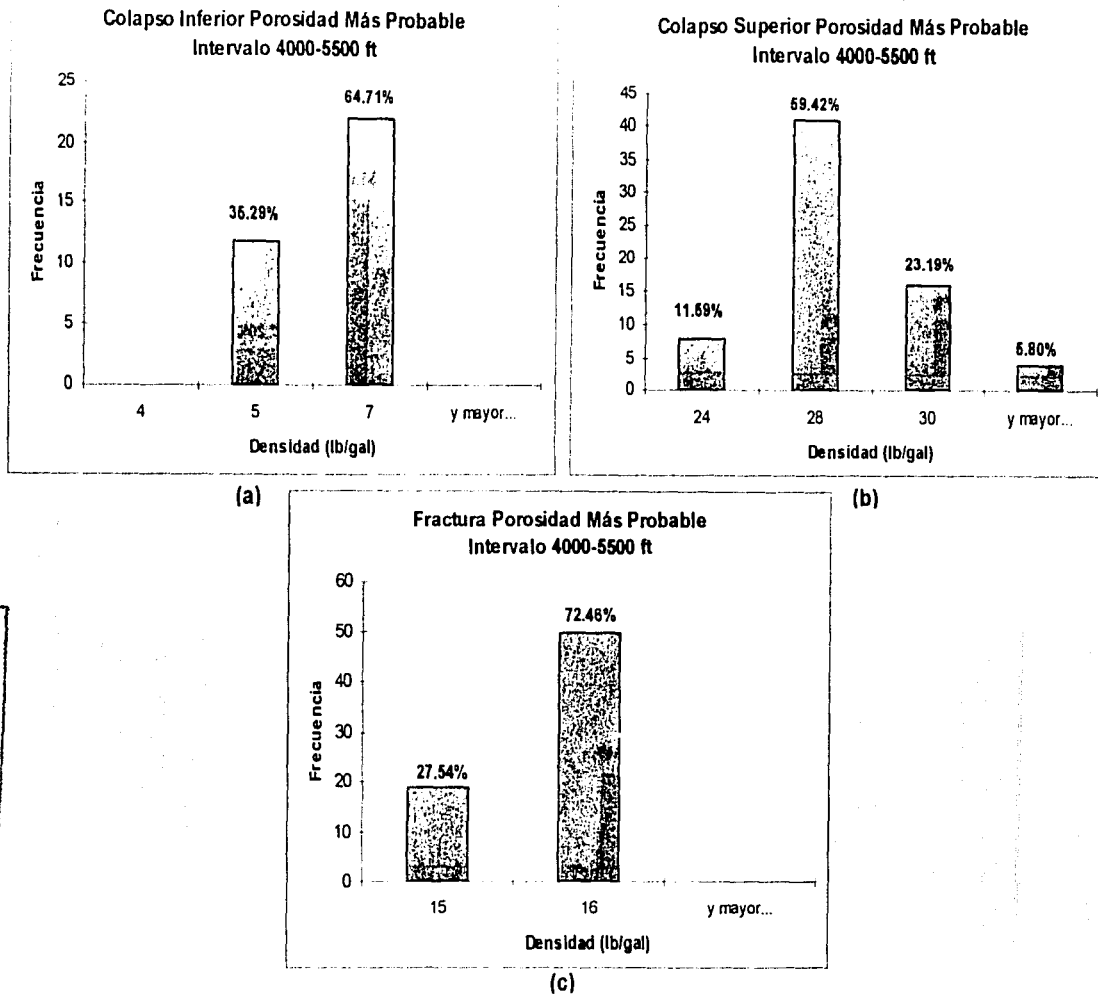 Colapso Inferior Porosidad Más Probable
Intervalo 4000-5500 ft
25
20
15
10
5
0
Frecuencia
35.29%
64.71%
4 5 7 y mayor...
Densidad (lb/gal)
(a)
Colapso Superior Porosidad Más Probable
Intervalo 4000-5500 ft
45
40
35
30
25
20
15
10
5
0
Frecuencia
11.59%
59.42%
23.19%
5.80%
24 28 30 y mayor...
Densidad (lb/gal)
(b)
Fractura Porosidad Más Probable
Intervalo 4000-5500 ft
60
50
40
30
20
10
0
Frecuencia
27.54%
72.46%
15 16 y mayor...
Densidad (lb/gal)
(c)